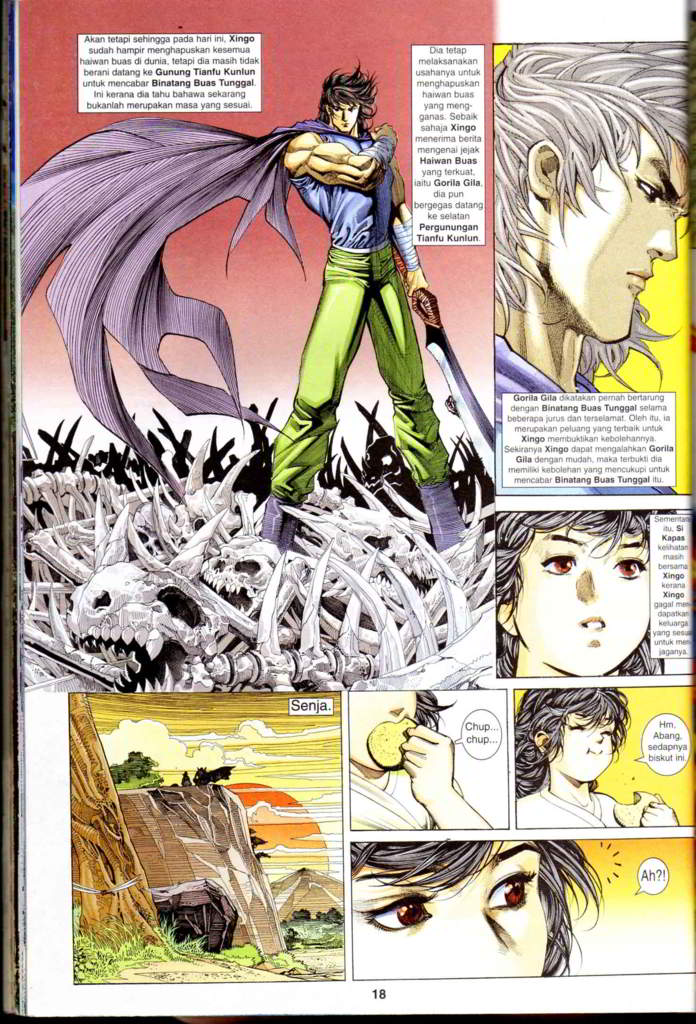 Akan tetapi sehingga pada hari ini, Xingo
sudah hampir menghapuskan kesemua
haiwan buas di dunia, tetapi dia masih tidak
berani datang ke Gunung Tianfu Kunlun
untuk mencabar Binatang Buas Tunggal.
Ini kerana dia tahu bahawa sekarang
bukanlah merupakan masa yang sesuai.
Dia tetap
melaksanakan
usahanya untuk
menghapuskan
haiwan buas
yang meng-
ganas. Sebaik
sahaja Xingo
menerima berita
mengenai jejak
Haiwan Buas
yang terkuat,
iaitu Gorila Gila,
dia pun
bergegas datang
ke selatan
Pergunungan
Tianfu Kunlun.
Gorila Gila dikatakan pernah bertarung
dengan Binatang Buas Tunggal selama
beberapa jurus dan terselamat. Oleh itu, ia
merupakan peluang yang terbaik untuk
Xingo membuktikan kebolehannya.
Sekiranya Xingo dapat mengalahkan Gorila
Gila dengan mudah, maka terbukti dia
memiliki kebolehan yang mencukupi untuk
mencabar Binatang Buas Tunggal itu.
itu, Si
Kapas
kelihatan
masih
bersama
Xingo
kerana
Xingo
gagal
keluarga
yang
untuk
jaganya.
Senja.
Chup...
chup...
Hm,
Abang,
sedapnya
biskut ini.
Ah?!
18